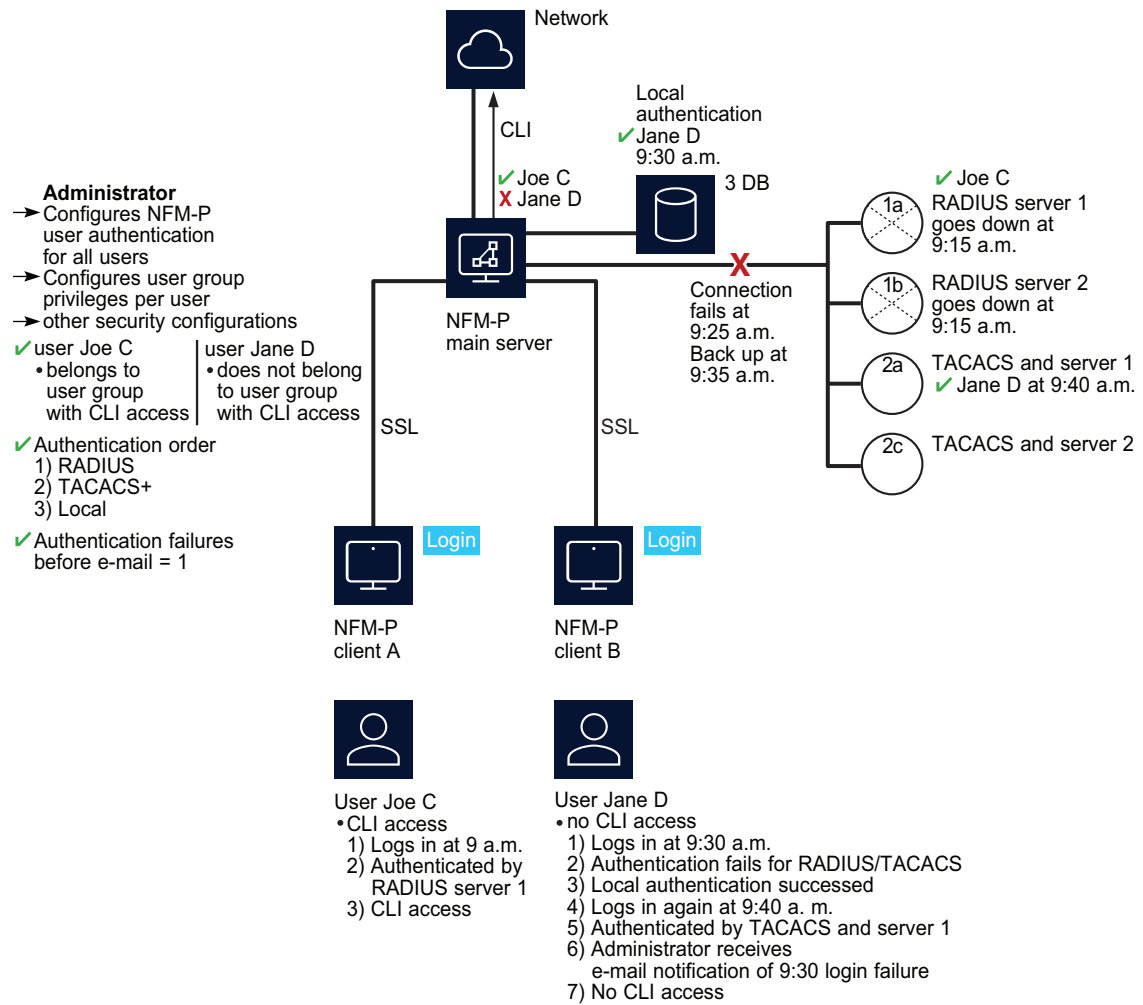 Network
CLI
✓ Joe C
X Jane D
Local
authentication
✓ Jane D
9:30 a.m.
3 DB
Administrator
→ Configures NFM-P
user authentication
for all users
→ Configures user group
privileges per user
→ other security configurations
✓ user Joe C
• belongs to
user group
with CLI access
user Jane D
• does not belong
to user group
with CLI access
✓ Authentication order
1) RADIUS
2) TACACS+
3) Local
✓ Authentication failures
before e-mail = 1
NFM-P
main server
X
Connection
fails at
9:25 a.m.
Back up at
9:35 a.m.
✓ Joe C
1a
RADIUS server 1
goes down at
9:15 a.m.
1b
RADIUS server 2
goes down at
9:15 a.m.
2a
TACACS and server 1
✓ Jane D at 9:40 a.m.
2c
TACACS and server 2
SSL
SSL
Login
Login
NFM-P
client A
NFM-P
client B
User Joe C
• CLI access
1) Logs in at 9 a.m.
2) Authenticated by
RADIUS server 1
3) CLI access
User Jane D
• no CLI access
1) Logs in at 9:30 a.m.
2) Authentication fails for RADIUS/TACACS
3) Local authentication successed
4) Logs in again at 9:40 a. m.
5) Authenticated by TACACS and server 1
6) Administrator receives
e-mail notification of 9:30 login failure
7) No CLI access